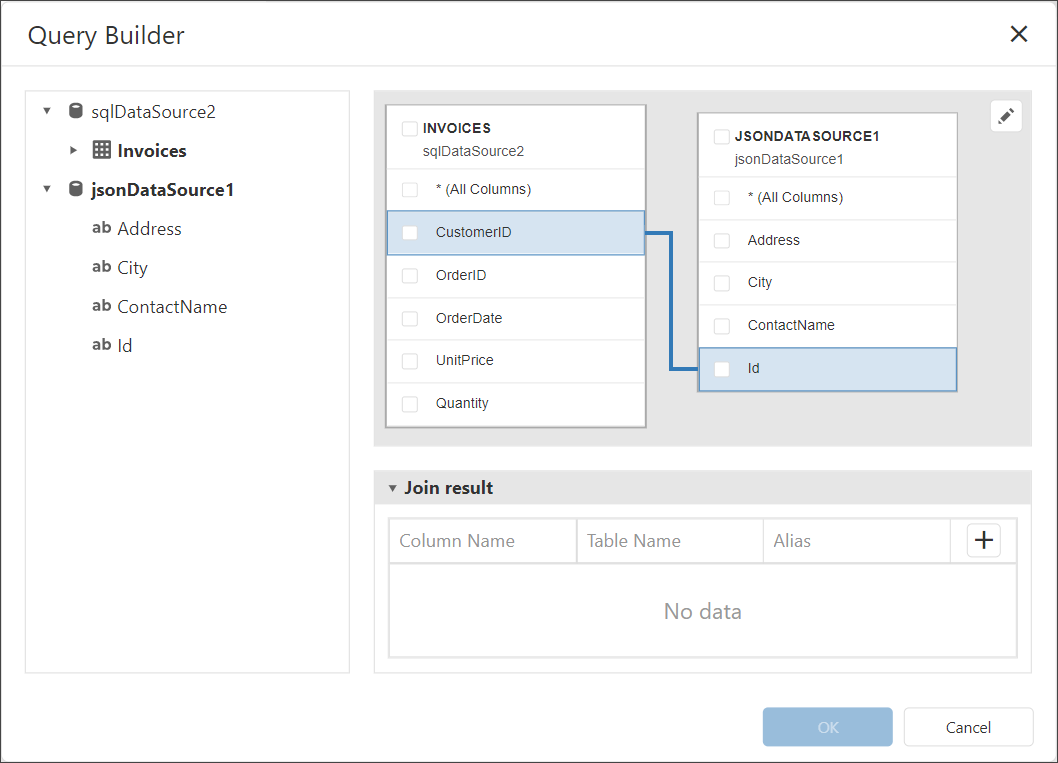 Query Builder
sqlDataSource2
Invoices
jsonDataSource1
ab Address
ab City
ab ContactName
ab Id
INVOICES
sqlDataSource2
* (All Columns)
CustomerID
OrderID
OrderDate
UnitPrice
Quantity
JSONDATASOURCE1
jsonDataSource1
* (All Columns)
Address
City
ContactName
Id
Join result
Column Name Table Name Alias
No data
OK Cancel